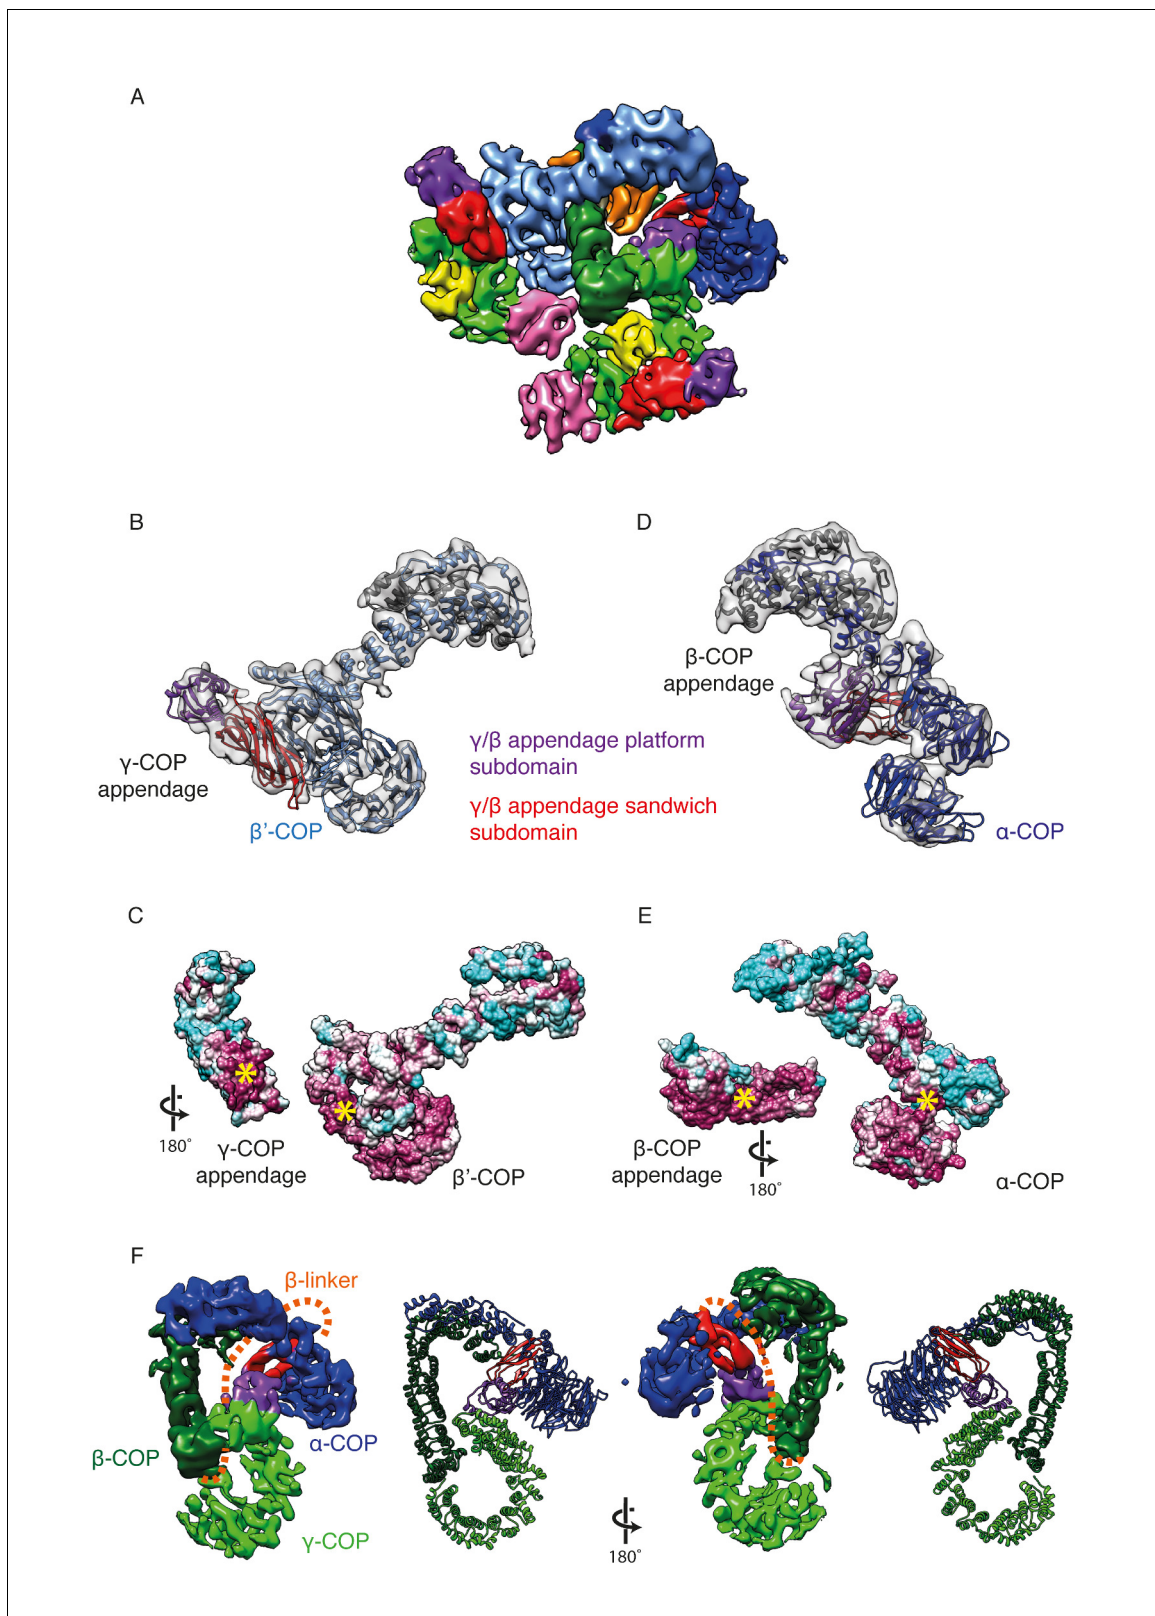 A
B
D
β-COP
appendage
γ-COP
appendage
γ/β appendage platform
subdomain
γ/β appendage sandwich
subdomain
β’-COP
α-COP
C
E
180˚
γ-COP
appendage
β’-COP
β-COP
appendage
180˚
α-COP
F
β-linker
α-COP
β-COP
γ-COP
180˚